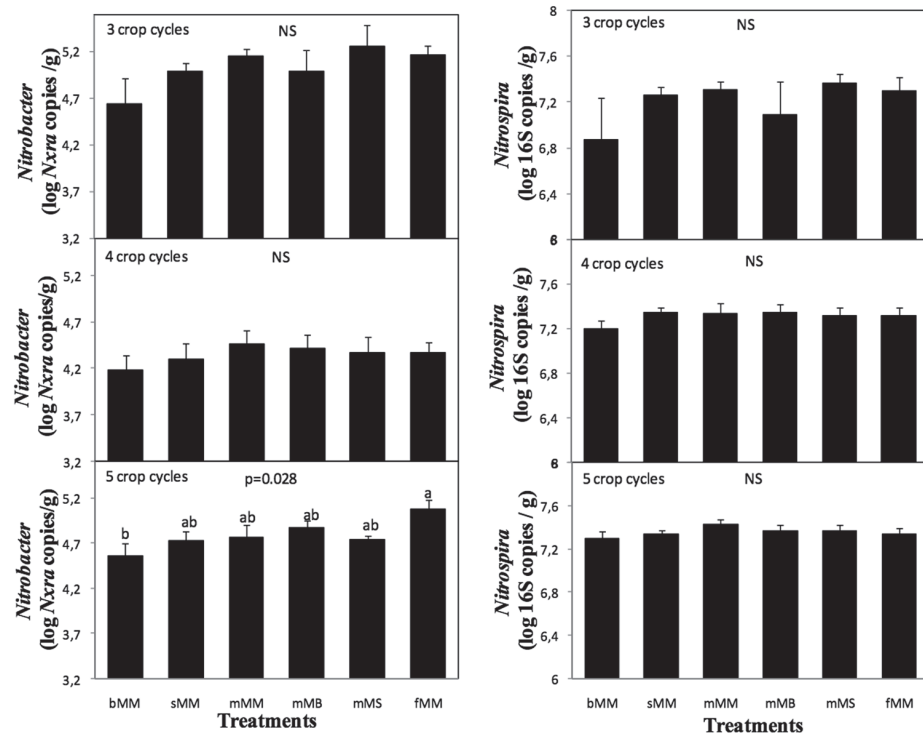 3 crop cycles NS
Nitrobacter
(log Nxra copies /g)
5,2
4,7
4,2
3,7
3,2
4 crop cycles NS
Nitrobacter
(log Nxra copies/g)
5,2
4,7
4,2
3,7
3,2
5 crop cycles p=0.028
Nitrobacter
(log Nxra copies/g)
5,2
4,7
4,2
3,7
3,2
b ab ab ab ab a
bMM sMM mMM mMB mMS fMM
Treatments
8
3 crop cycles NS
Nitrospira
(log 16S copies /g)
7,6
7,2
6,8
6,4
6
4 crop cycles NS
Nitrospira
(log 16S copies /g)
7,6
7,2
6,8
6,4
6
5 crop cycles NS
Nitrospira
(log 16S copies / g)
7,6
7,2
6,8
6,4
6
bMM sMM mMM mMB mMS fMM
Treatments